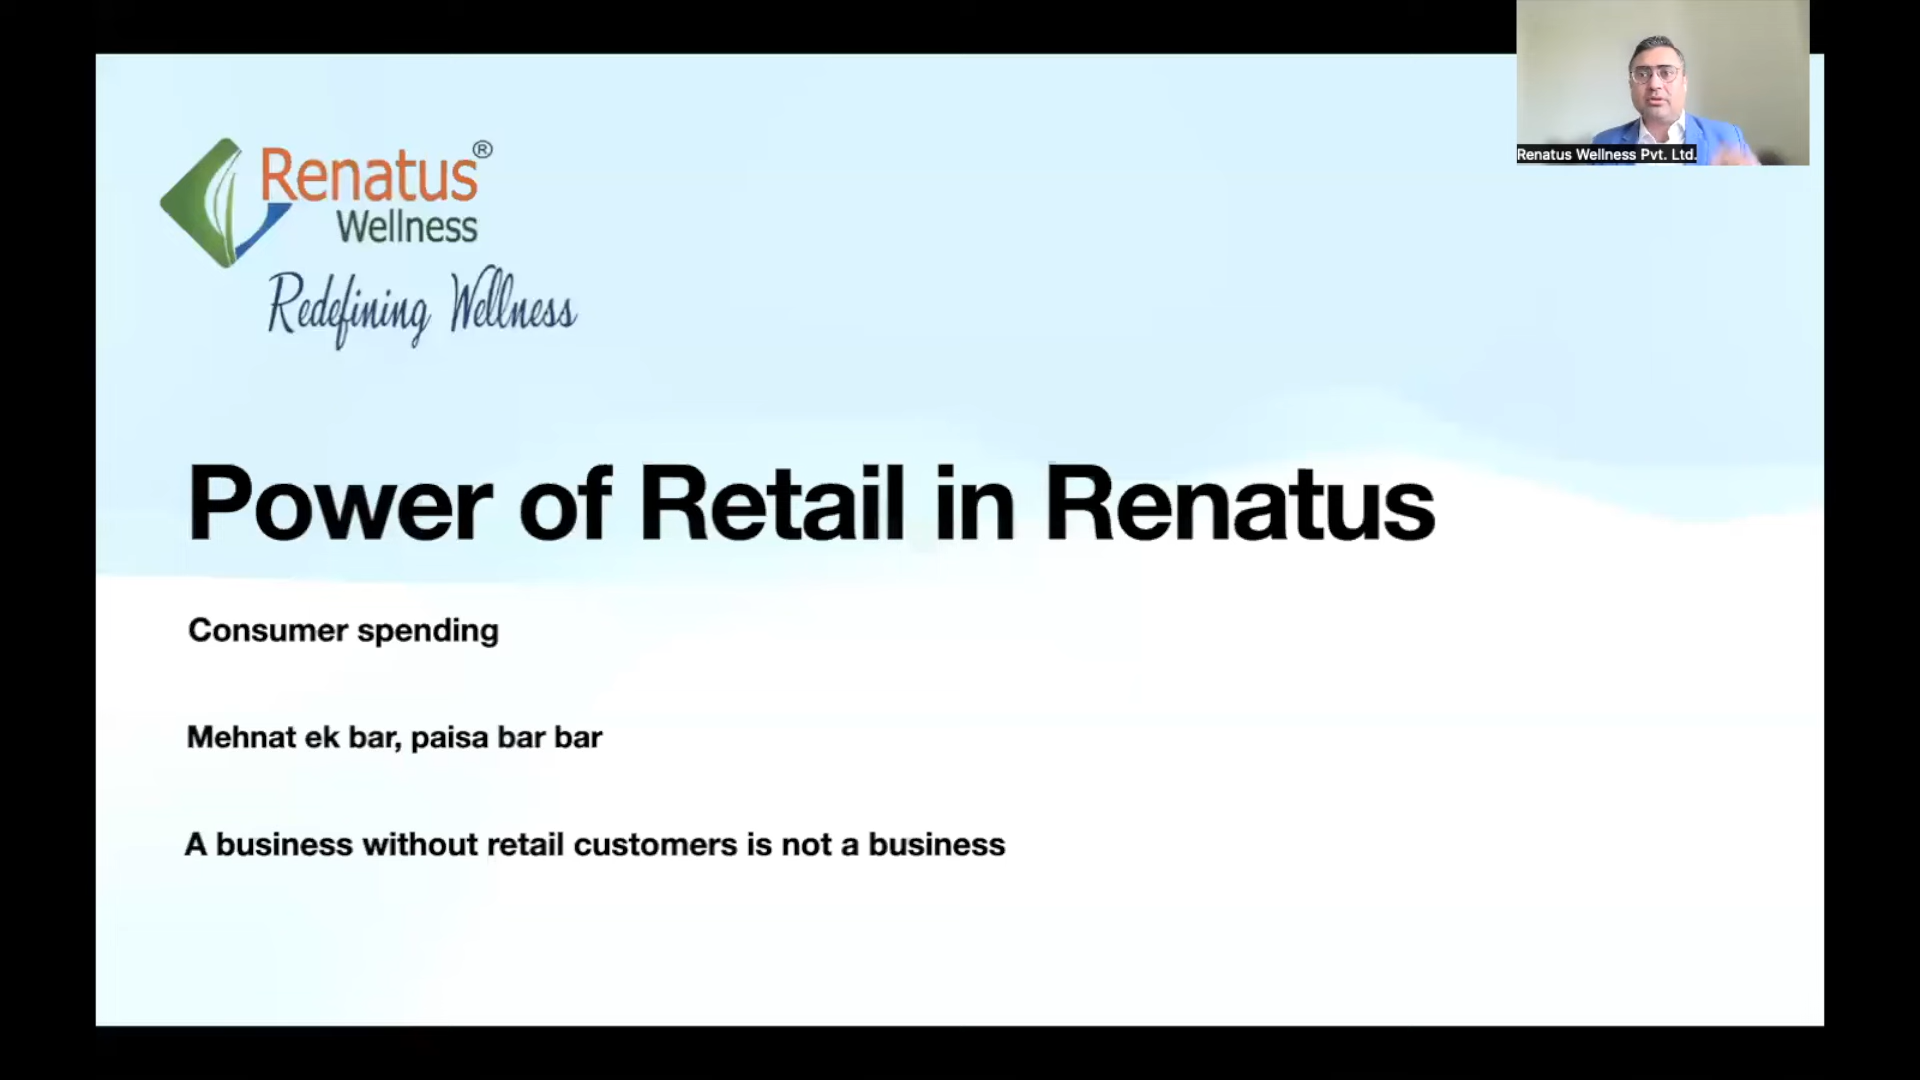 Renatus®
Wellness
Redefining Wellness
Renatus Wellness Pvt. Ltd.
Power of Retail in Renatus
Consumer spending
Mehnat ek bar, paisa bar bar
A business without retail customers is not a business